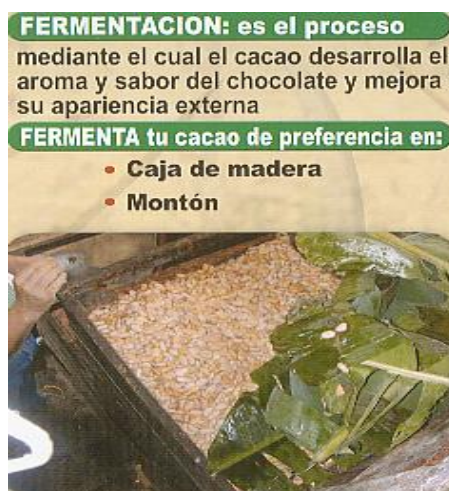 FERMENTACION: es el proceso
mediante el cual el cacao desarrolla el
aroma y sabor del chocolate y mejora
su apariencia externa
FERMENTA tu cacao de preferencia en:
• Caja de madera
• Montón